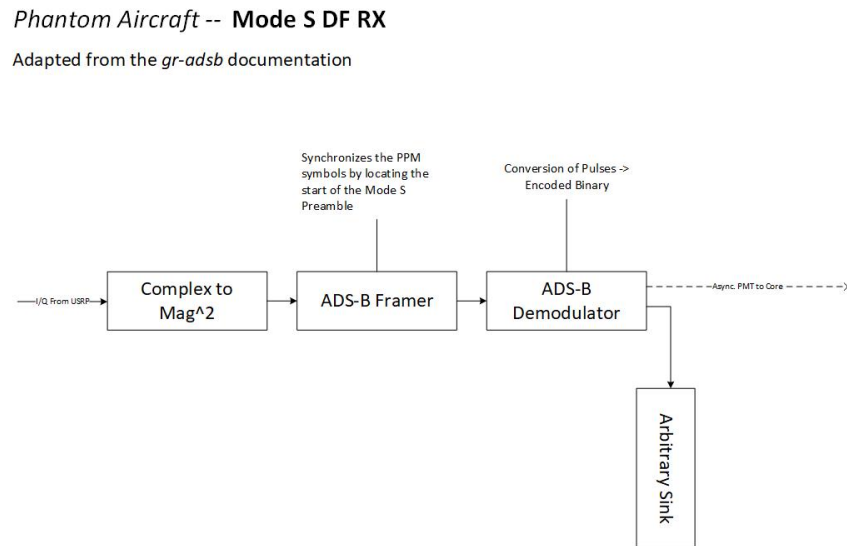 Phantom Aircraft -- Mode S DF RX
Adapted from the gr-adsb documentation
Synchronizes the PPM
symbols by locating the
start of the Mode S
Preamble
Conversion of Pulses ->
Encoded Binary
I/Q From USRP
Complex to
Mag^2
ADS-B Framer
ADS-B
Demodulator
Async. PMT to Core
Arbitrary Sink